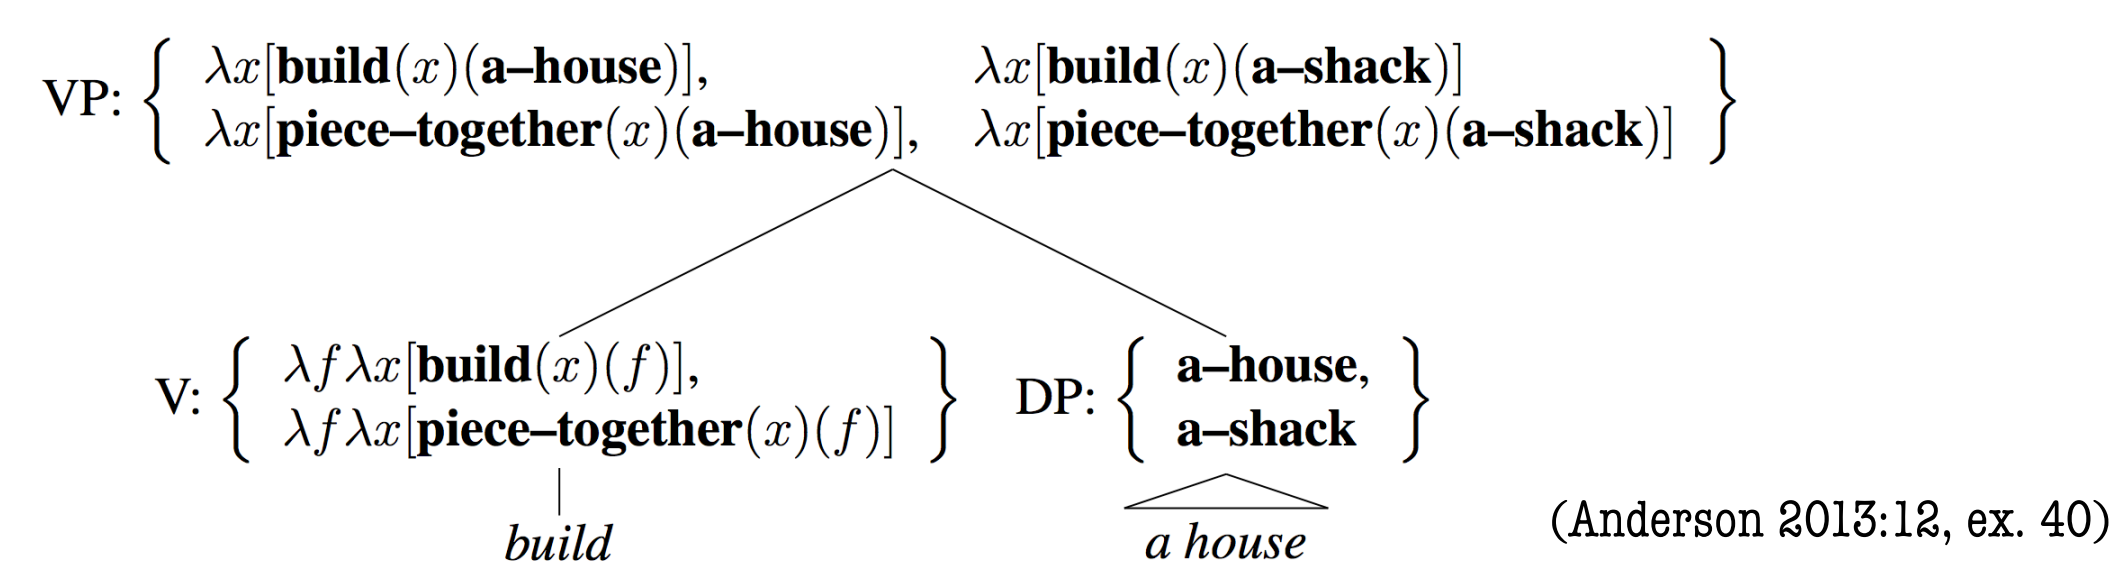 VP: { λx[build(x)(a–house)], λx[build(x)(a–shack)]
λx[piece–together(x)(a–house)], λx[piece–together(x)(a–shack)] }
V: { λfλx[build(x)(f)], λfλx[piece–together(x)(f)] }
build
DP: { a–house, a–shack }
a house
(Anderson 2013:12, ex. 40)